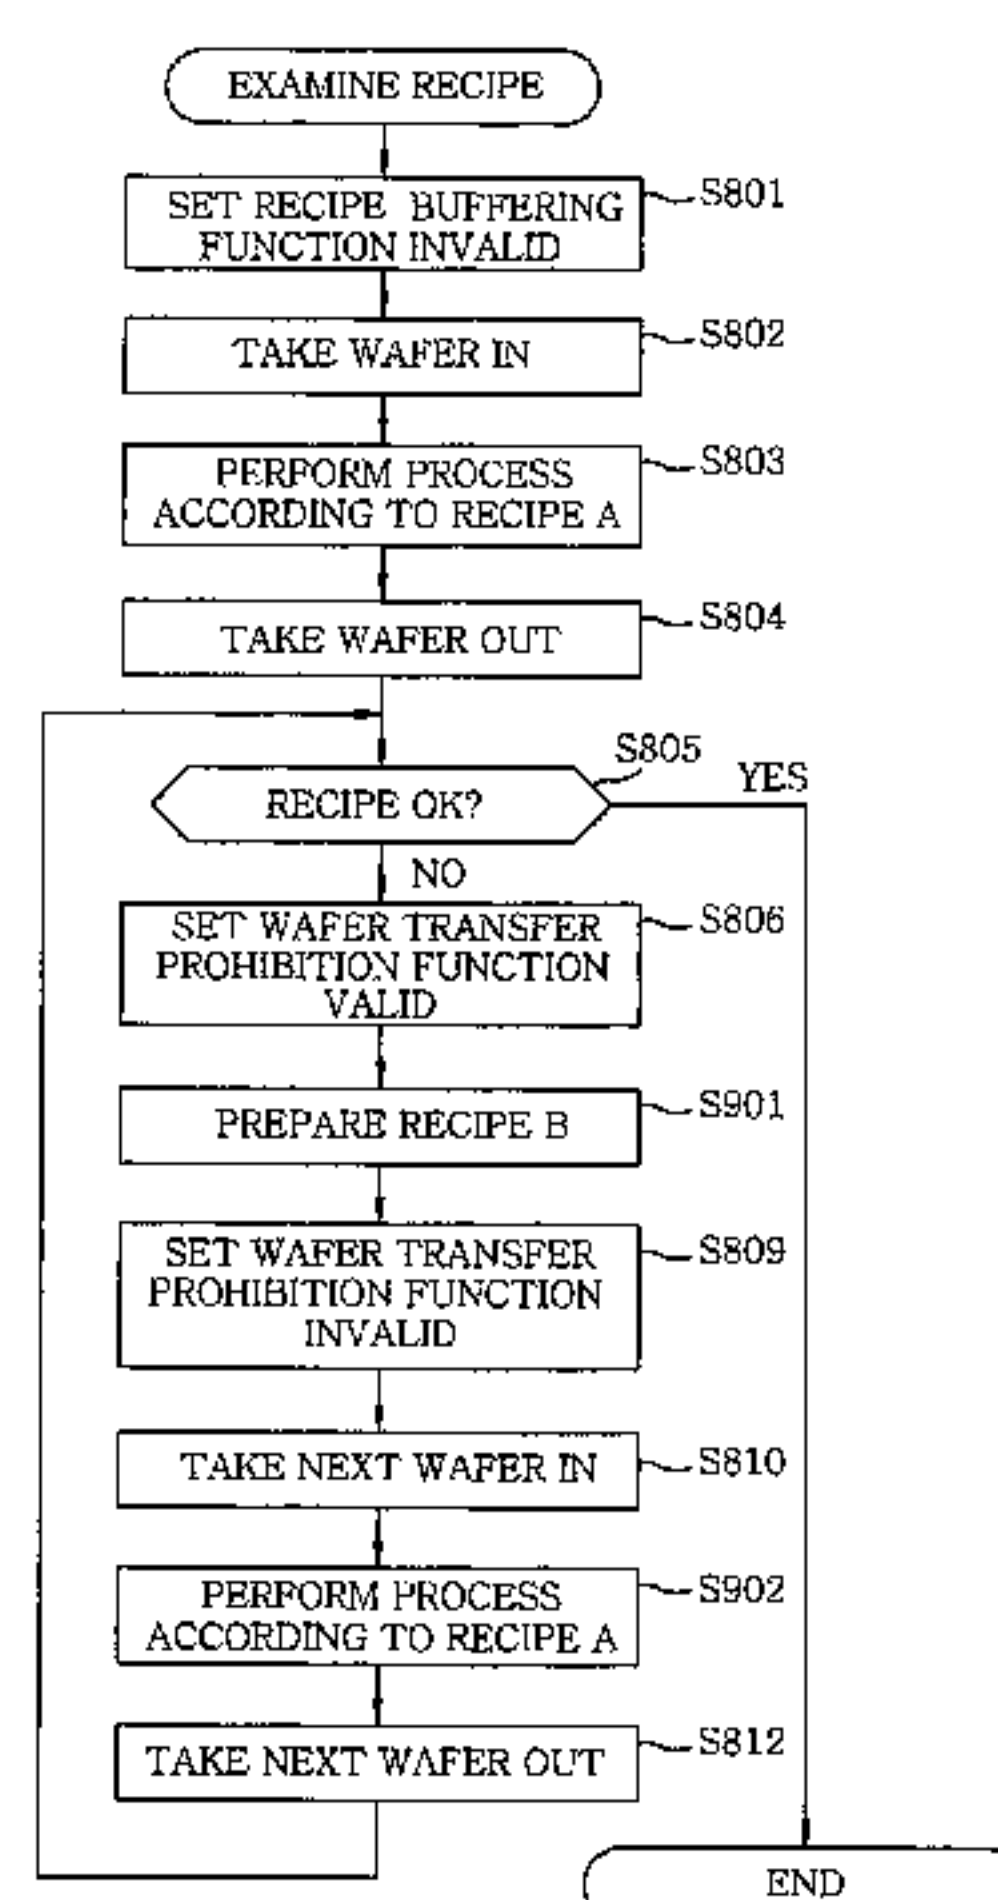 EXAMINE RECIPE
SET RECIPE BUFFERING
FUNCTION INVALID
S801
TAKE WAFER IN
S802
PERFORM PROCESS
ACCORDING TO RECIPE A
S803
TAKE WAFER OUT
S804
RECIPE OK?
S805
YES
NO
SET WAFER TRANSFER
PROHIBITION FUNCTION
VALID
S806
PREPARE RECIPE B
S901
SET WAFER TRANSFER
PROHIBITION FUNCTION
INVALID
S809
TAKE NEXT WAFER IN
S810
PERFORM PROCESS
ACCORDING TO RECIPE A
S902
TAKE NEXT WAFER OUT
S812
END